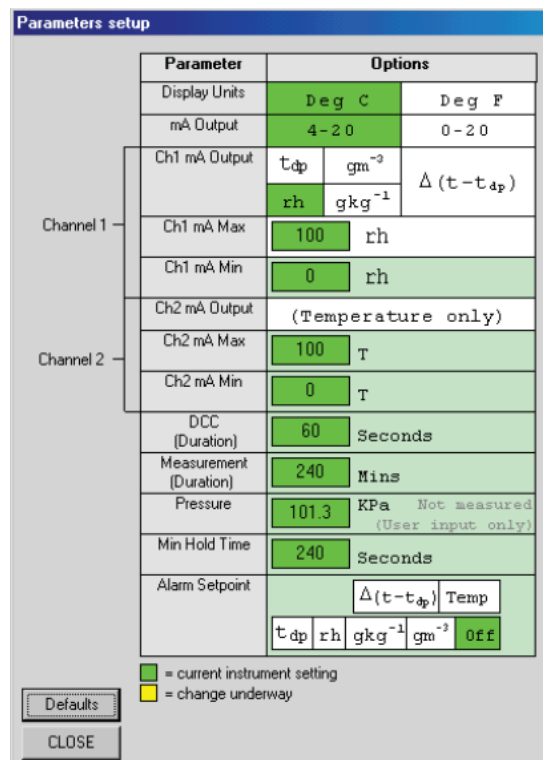 Parameters setup
Parameter Options
Display Units Deg C Deg F
mA Output 4-20 0-20
Channel 1
Ch1 mA Output t_dp gm⁻³ Δ(t-t_dp)
rh gkg⁻¹
Ch1 mA Max 100 rh
Ch1 mA Min 0 rh
Channel 2
Ch2 mA Output (Temperature only)
Ch2 mA Max 100 T
Ch2 mA Min 0 T
DCC
(Duration) 60 Seconds
Measurement
(Duration) 240 Mins
Pressure 101.3 KPa Not measured
(User input only)
Min Hold Time 240 Seconds
Alarm Setpoint Δ(t-t_dp) Temp
t_dp rh gkg⁻¹ gm⁻³ Off
= current instrument setting
= change underway
Defaults
CLOSE